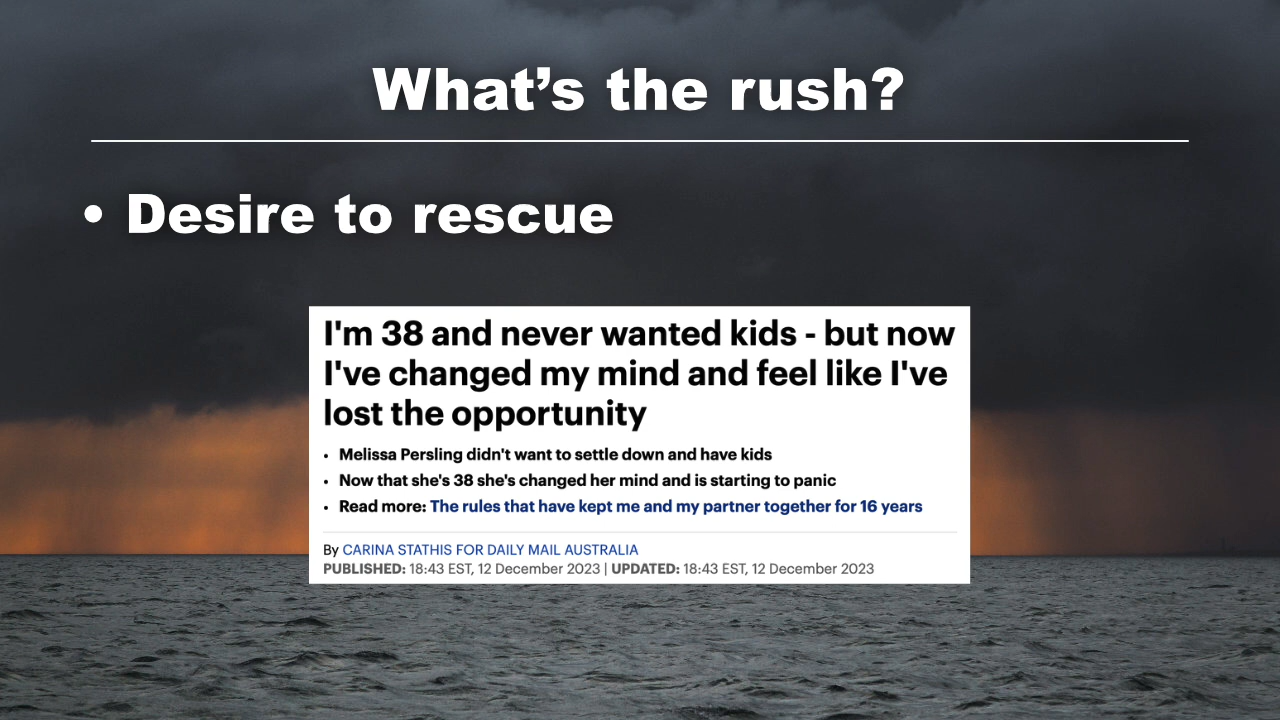 What’s the rush?
• Desire to rescue
I'm 38 and never wanted kids - but now
I've changed my mind and feel like I've
lost the opportunity
• Melissa Persling didn't want to settle down and have kids
• Now that she's 38 she's changed her mind and is starting to panic
• Read more: The rules that have kept me and my partner together for 16 years
By CARINA STATHIS FOR DAILY MAIL AUSTRALIA
PUBLISHED: 18:43 EST, 12 December 2023 | UPDATED: 18:43 EST, 12 December 2023